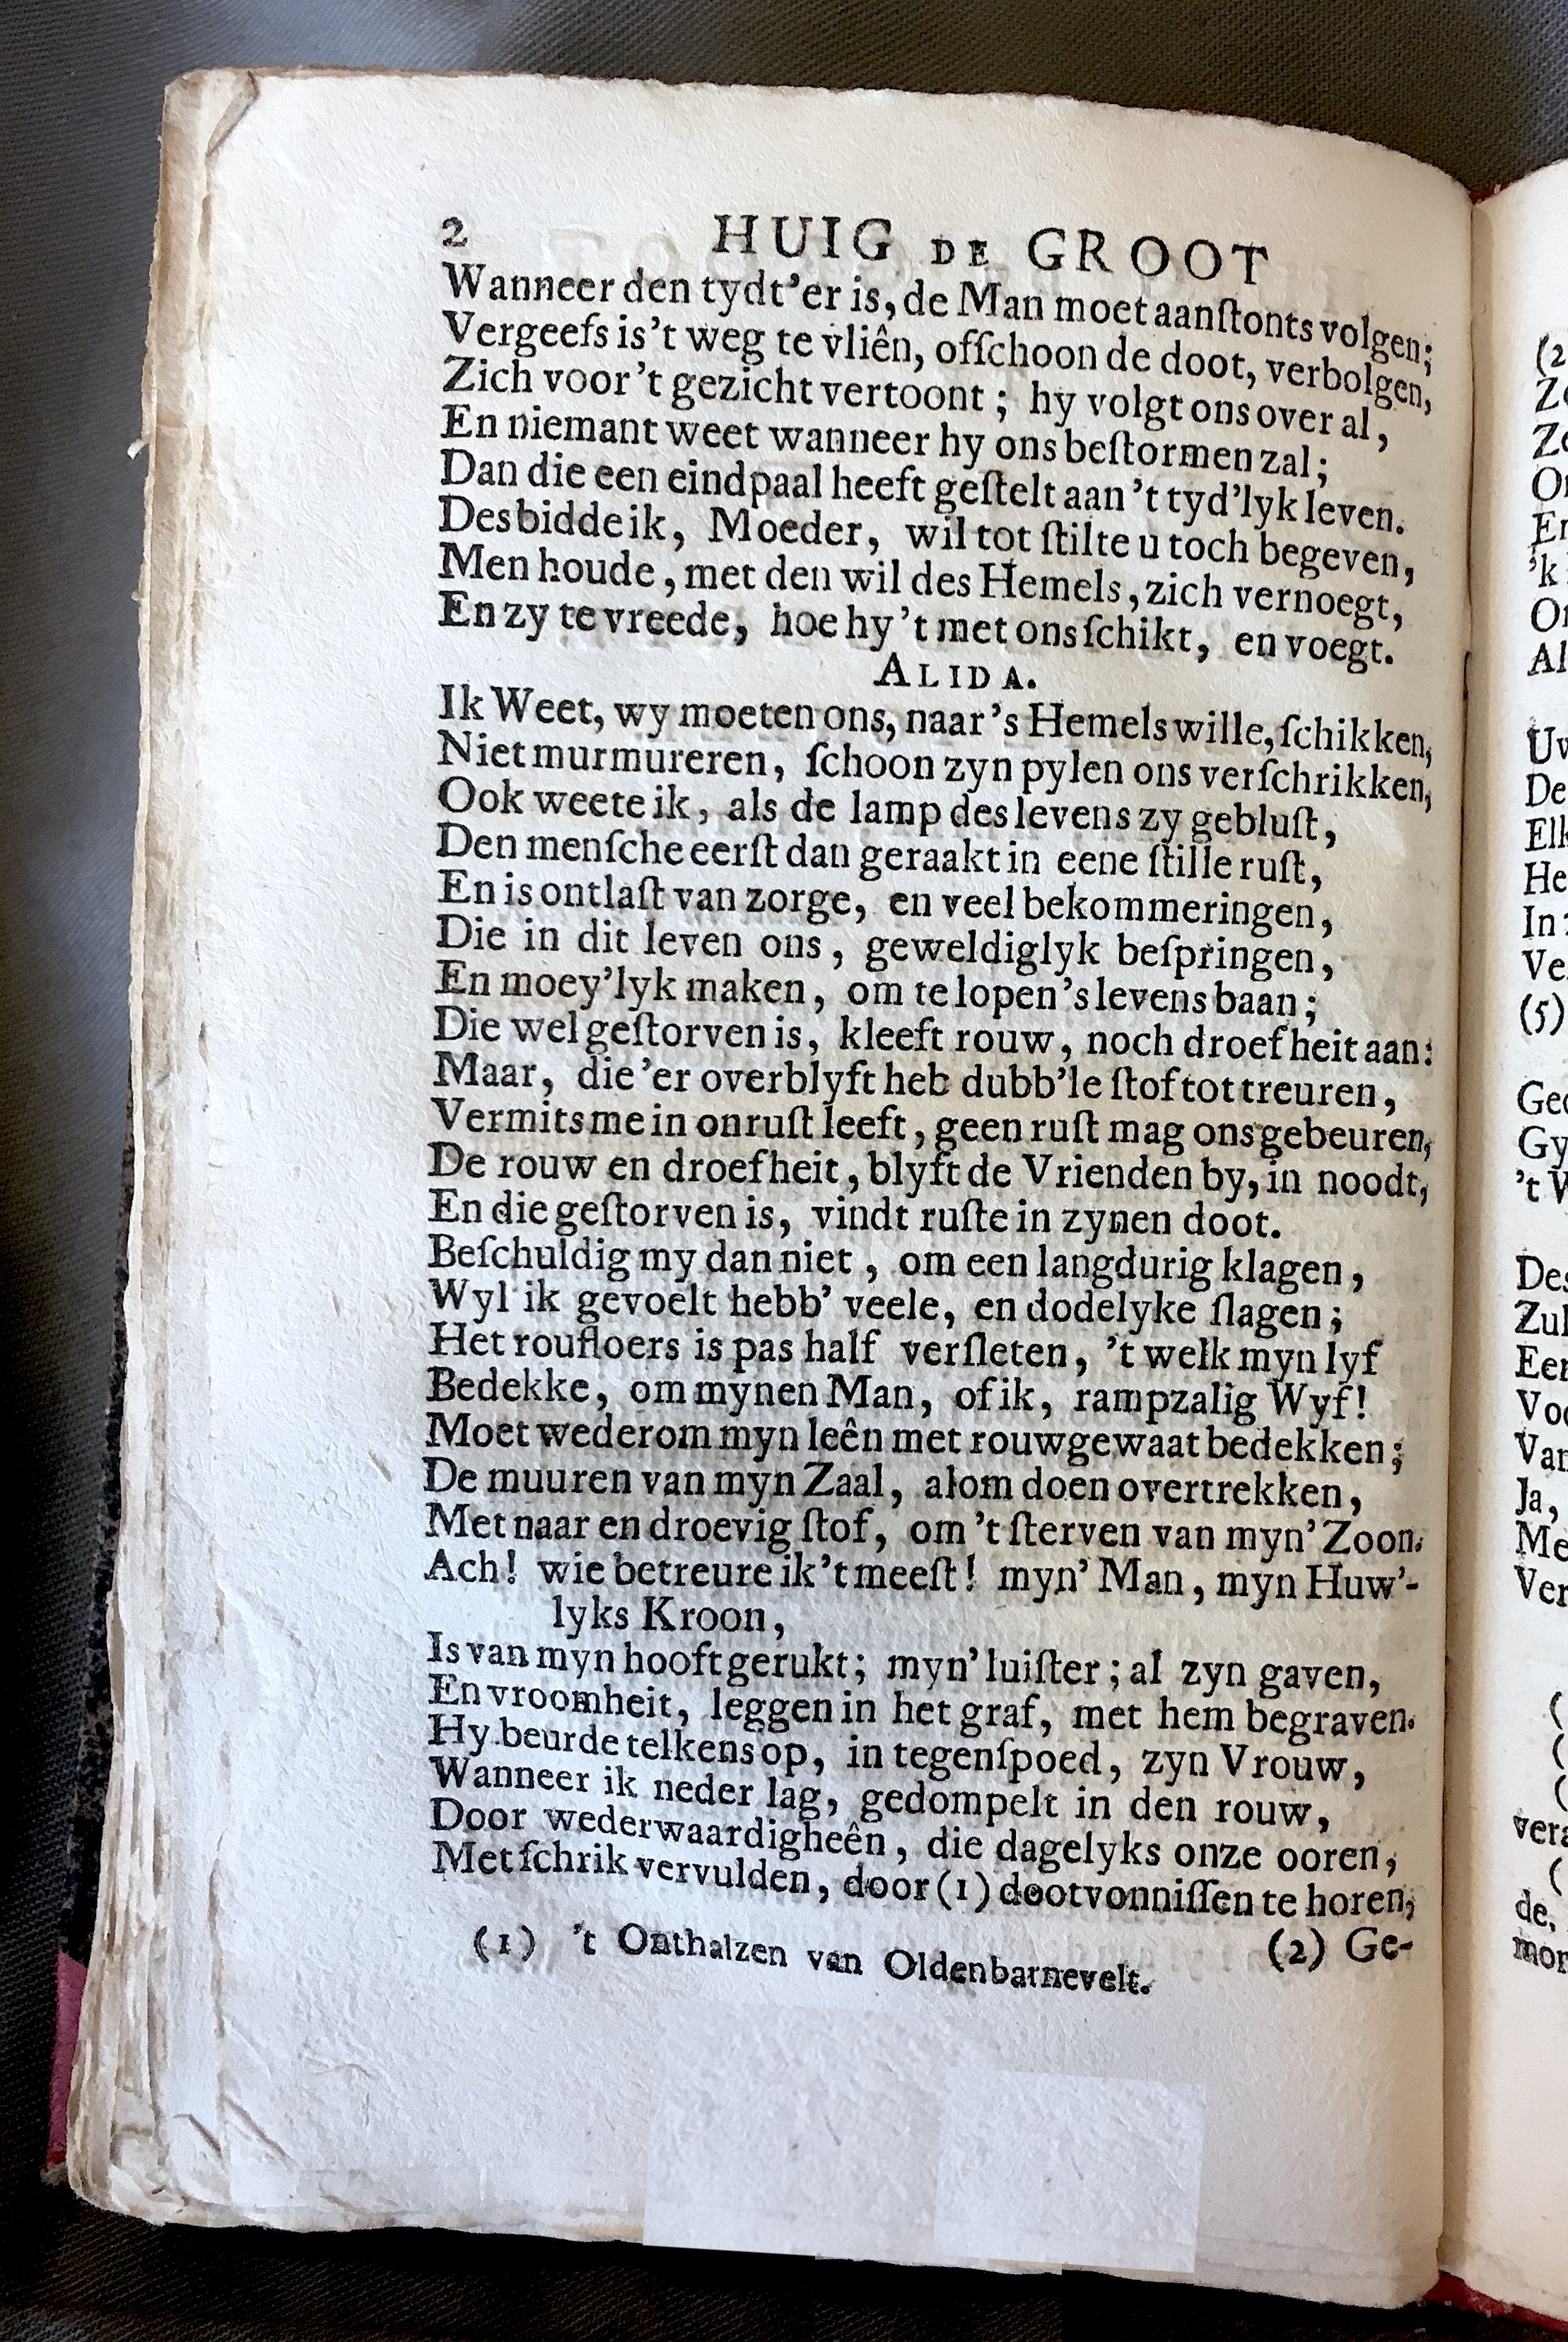 2 HUIG DE GROOT
Wanneer den tydt'er is, de Man moet aanſtonts volgen;
Vergeefs is't weg te vliên, ofſchoon de doot, verbolgen,
Zich voor't gezicht vertoont; hy volgt ons over al,
En niemant weet wanneer hy ons beſtormen zal;
Dan die een eindpaal heeft geſtelt aan 't tyd'lyk leven.
Des bidde ik, Moeder, wil tot ſtilte u toch begeven,
Men houde, met den wil des Hemels, zich vernoegt,
En zy te vreede, hoe hy 't met ons ſchikt, en voegt.
ALIDA.
Ik Weet, wy moeten ons, naar 's Hemels wille, ſchikken,
Niet murmureren, ſchoon zyn pylen ons verſchrikken,
Ook weete ik, als de lamp des levens zy gebluſt,
Den menſche eerſt dan geraakt in eene ſtille ruſt,
En is ontlaſt van zorge, en veel bekommeringen,
Die in dit leven ons, geweldiglyk beſpringen,
En moey'lyk maken, om te lopen 's levens baan;
Die wel geſtorven is, kleeft rouw, noch droefheit aan:
Maar, die 'er overblyft heb dubb'le ſtof tot treuren,
Vermits me in onruſt leeft, geen ruſt mag ons gebeuren,
De rouw en droefheit, blyft de Vrienden by, in noodt,
En die geſtorven is, vindt ruſte in zynen doot.
Beſchuldig my dan niet, om een langdurig klagen,
Wyl ik gevoelt hebb' veele, en dodelyke ſlagen;
Het roufloers is pas half verſleten, 't welk myn lyf
Bedekke, om mynen Man, of ik, rampzalig Wyf!
Moet wederom myn leên met rouwgewaat bedekken;
De muuren van myn Zaal, alom doen overtrekken,
Met naar en droevig ſtof, om 't ſterven van myn' Zoon.
Ach! wie betreure ik 't meeſt! myn' Man, myn Huw'-
lyks Kroon,
Is van myn hooft gerukt; myn' luiſter; al zyn gaven,
En vroomheit, leggen in het graf, met hem begraven.
Hy beurde telkens op, in tegenſpoed, zyn Vrouw,
Wanneer ik neder lag, gedompelt in den rouw,
Door wederwaardigheên, die dagelyks onze ooren,
Met ſchrik vervulden, door (1) dootvonniſſen te horen,
(1) 't Onthalzen van Oldenbarnevelt. (2) Ge-